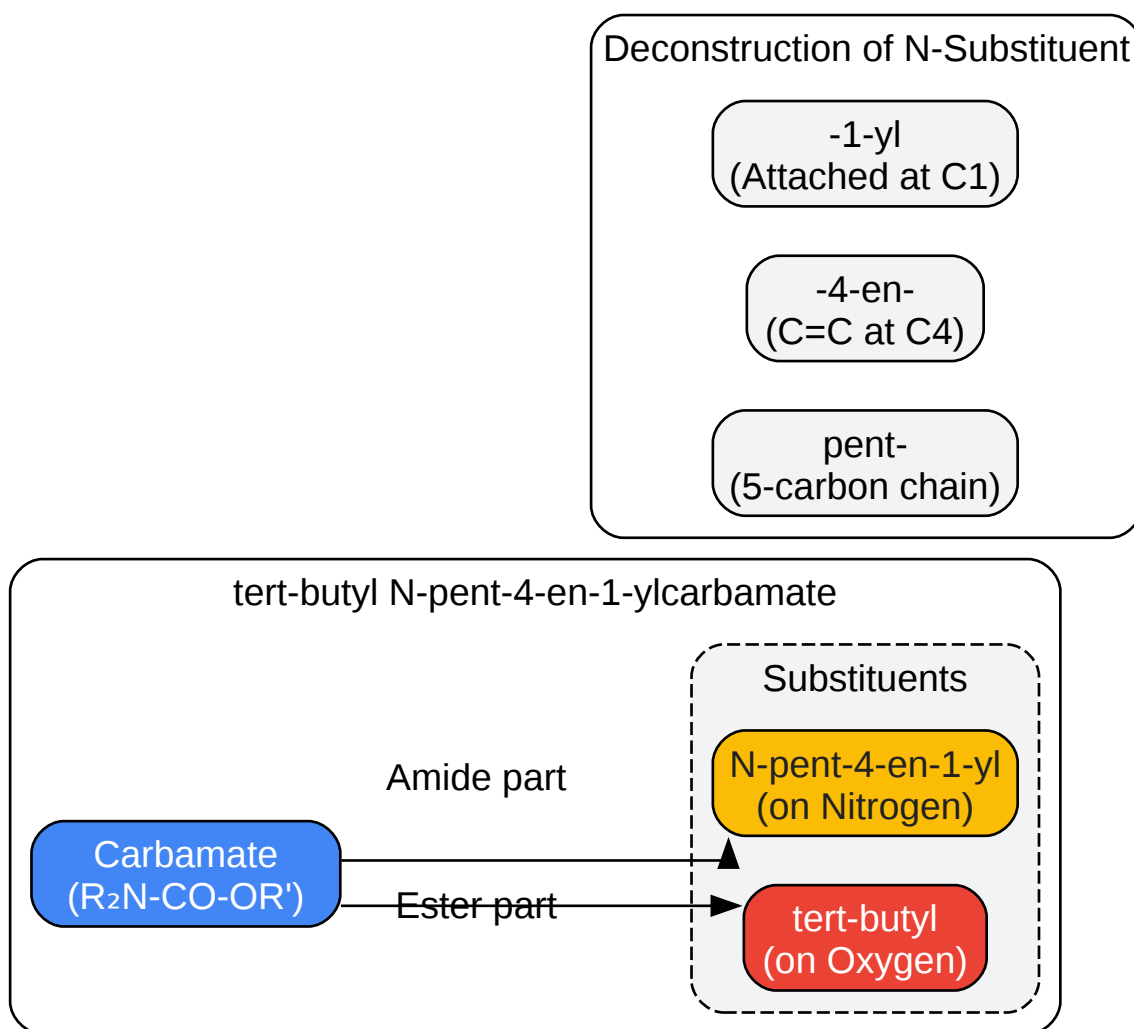 Deconstruction of N-Substituent
-1-yl
(Attached at C1)
-4-en-
(C=C at C4)
pent-
(5-carbon chain)
tert-butyl N-pent-4-en-1-ylcarbamate
Substituents
Amide part
N-pent-4-en-1-yl
(on Nitrogen)
Carbamate
(R₂N-CO-OR')
Ester part
tert-butyl
(on Oxygen)